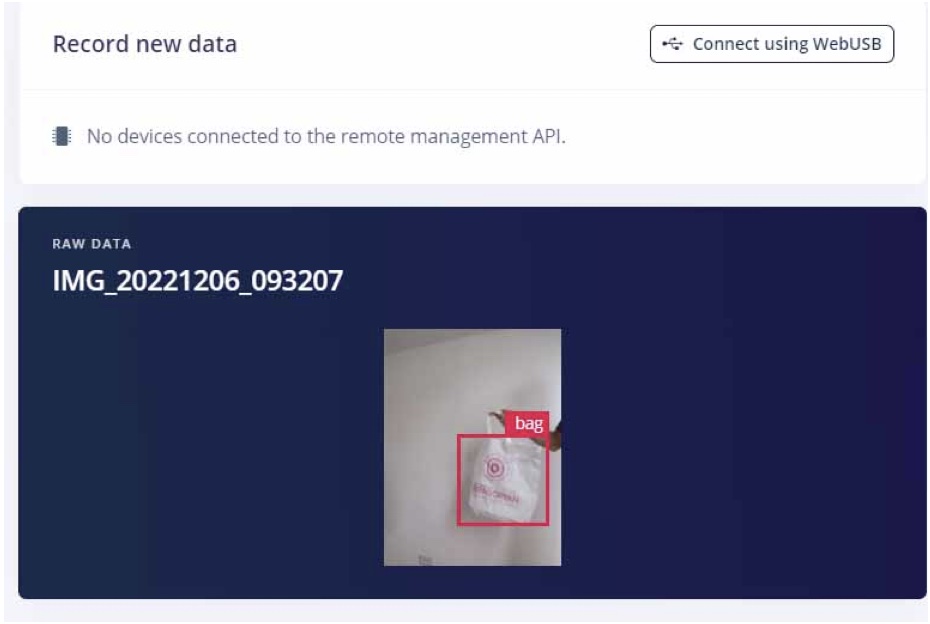 Record new data
Connect using WebUSB
No devices connected to the remote management API.
RAW DATA
IMG_20221206_093207
bag